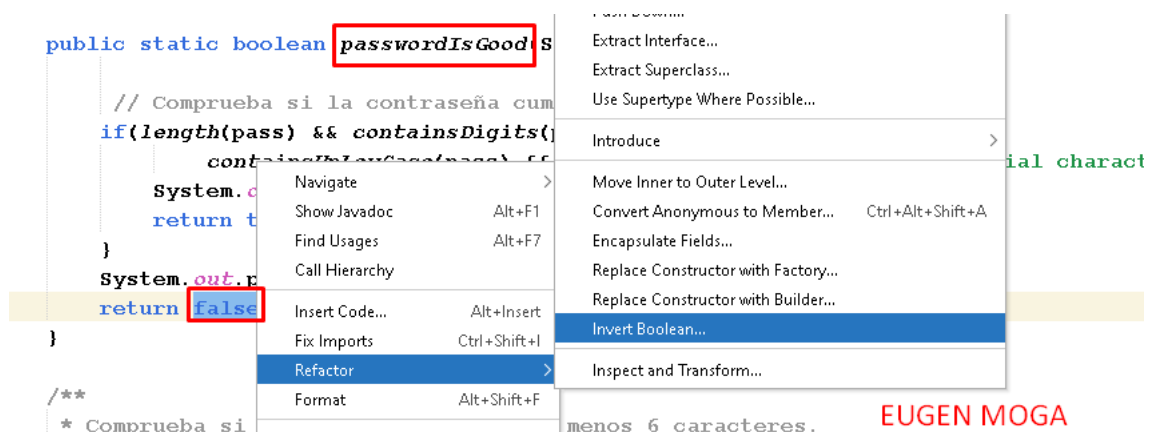 public static boolean passwordIsGood(S
// Comprueba si la contraseña cum
if(length(pass) && containsDigits(p
containsUpLowCase(pass) && ial charact
System.o
return t
}
System.out.p
return false
}
/**
* Comprueba si menos 6 caracteres.
Navigate >
Show Javadoc Alt+F1
Find Usages Alt+F7
Call Hierarchy
Insert Code... Alt+Insert
Fix Imports Ctrl+Shift+I
Refactor >
Format Alt+Shift+F
Push Down...
Extract Interface...
Extract Superclass...
Use Supertype Where Possible...
Introduce >
Move Inner to Outer Level...
Convert Anonymous to Member... Ctrl+Alt+Shift+A
Encapsulate Fields...
Replace Constructor with Factory...
Replace Constructor with Builder...
Invert Boolean...
Inspect and Transform...
EUGEN MOGA